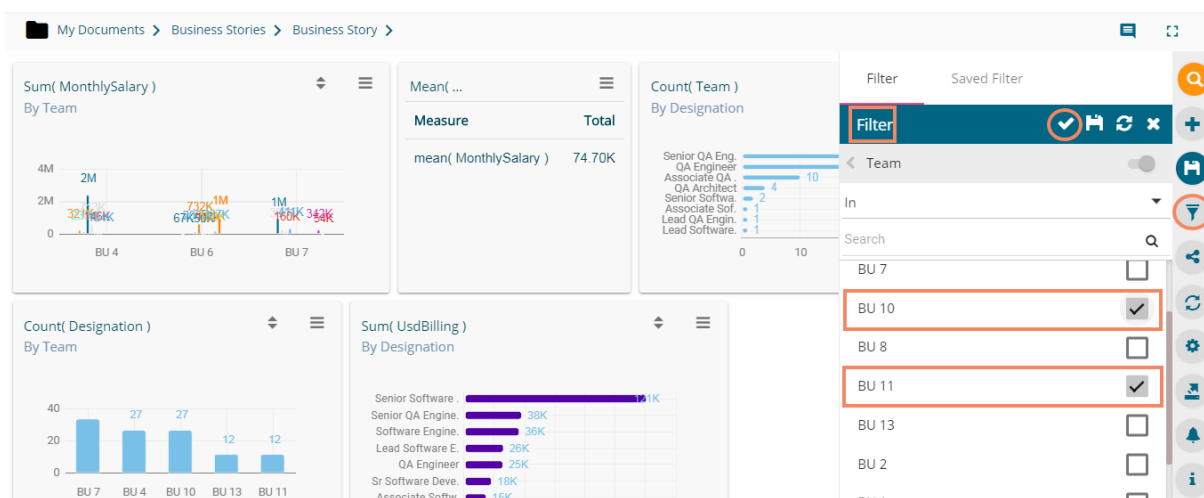 My Documents > Business Stories > Business Story >
Sum( MonthlySalary )
By Team
4M
2M
0
2M
732K
1M
1M
342K
54K
BU 4
BU 6
BU 7
Mean( ...
Measure Total
mean( MonthlySalary ) 74.70K
Count( Team )
By Designation
Senior QA Eng.
QA Engineer
Associate QA . 10
QA Architect 4
Senior Softwa. 2
Associate Sof. 1
Lead QA Engin. 1
Lead Software. 1
0 10
Count( Designation )
By Team
40
20
0
27 27 12 12
BU 7 BU 4 BU 10 BU 13 BU 11
Sum( UsdBilling )
By Designation
Senior Software . 121K
Senior QA Engine. 38K
Software Engine. 36K
Lead Software E. 26K
QA Engineer 25K
Sr Software Deve. 18K
Associate Softw. 15K
Filter Saved Filter
Filter
Team
In
Search
BU 7
BU 10
BU 8
BU 11
BU 13
BU 2